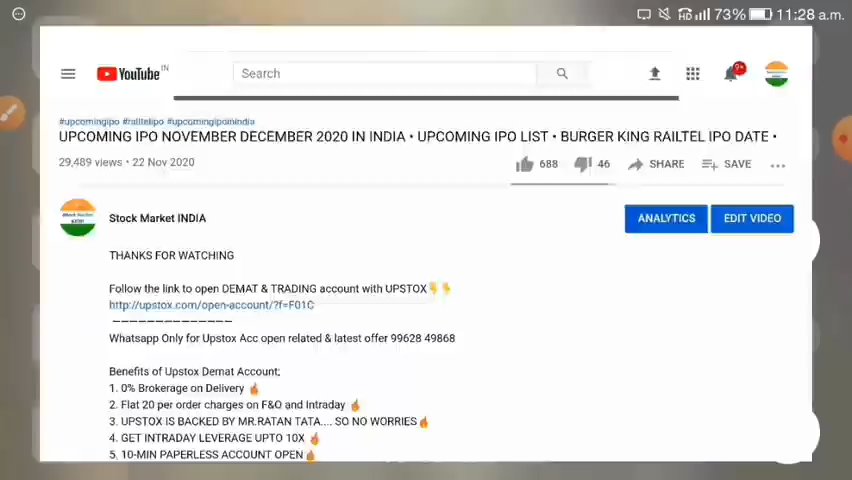 HD 73% 11:28 a.m.
YouTube IN
Search
9+
#upcomingipo #railtelipo #upcomingipoinindia
UPCOMING IPO NOVEMBER DECEMBER 2020 IN INDIA • UPCOMING IPO LIST • BURGER KING RAILTEL IPO DATE •
29,489 views • 22 Nov 2020
688 46 SHARE SAVE
Stock Market INDIA
ANALYTICS EDIT VIDEO
THANKS FOR WATCHING
Follow the link to open DEMAT & TRADING account with UPSTOX👇👇
http://upstox.com/open-account/?f=F01C
——————————————
Whatsapp Only for Upstox Acc open related & latest offer 99628 49868
Benefits of Upstox Demat Account;
1. 0% Brokerage on Delivery 🔥
2. Flat 20 per order charges on F&O and Intraday 🔥
3. UPSTOX IS BACKED BY MR.RATAN TATA.... SO NO WORRIES🔥
4. GET INTRADAY LEVERAGE UPTO 10X 🔥
5. 10-MIN PAPERLESS ACCOUNT OPEN🔥